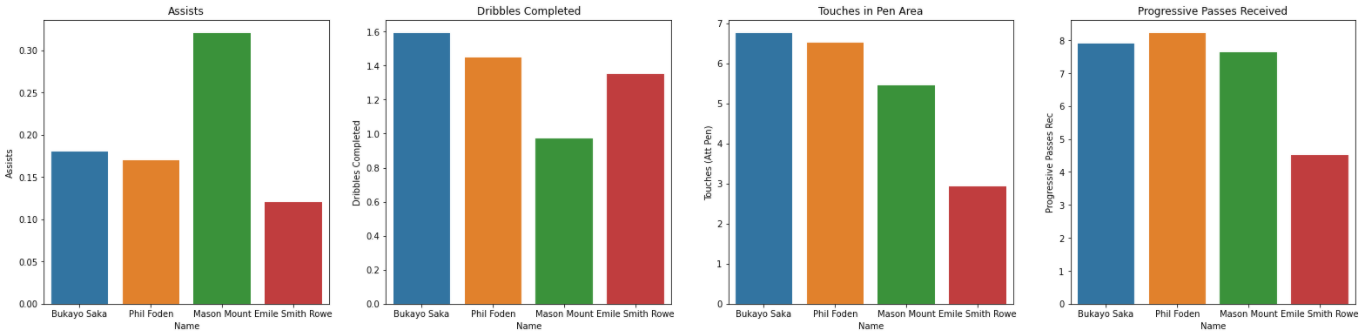 Assists
Assists
0.30
0.25
0.20
0.15
0.10
0.05
0.00
Bukayo Saka Phil Foden Mason Mount Emile Smith Rowe
Name
Dribbles Completed
Dribbles Completed
1.6
1.4
1.2
1.0
0.8
0.6
0.4
0.2
0.0
Bukayo Saka Phil Foden Mason Mount Emile Smith Rowe
Name
Touches in Pen Area
Touches (Att Pen)
7
6
5
4
3
2
1
0
Bukayo Saka Phil Foden Mason Mount Emile Smith Rowe
Name
Progressive Passes Received
Progressive Passes Rec
8
7
6
5
4
3
2
1
0
Bukayo Saka Phil Foden Mason Mount Emile Smith Rowe
Name